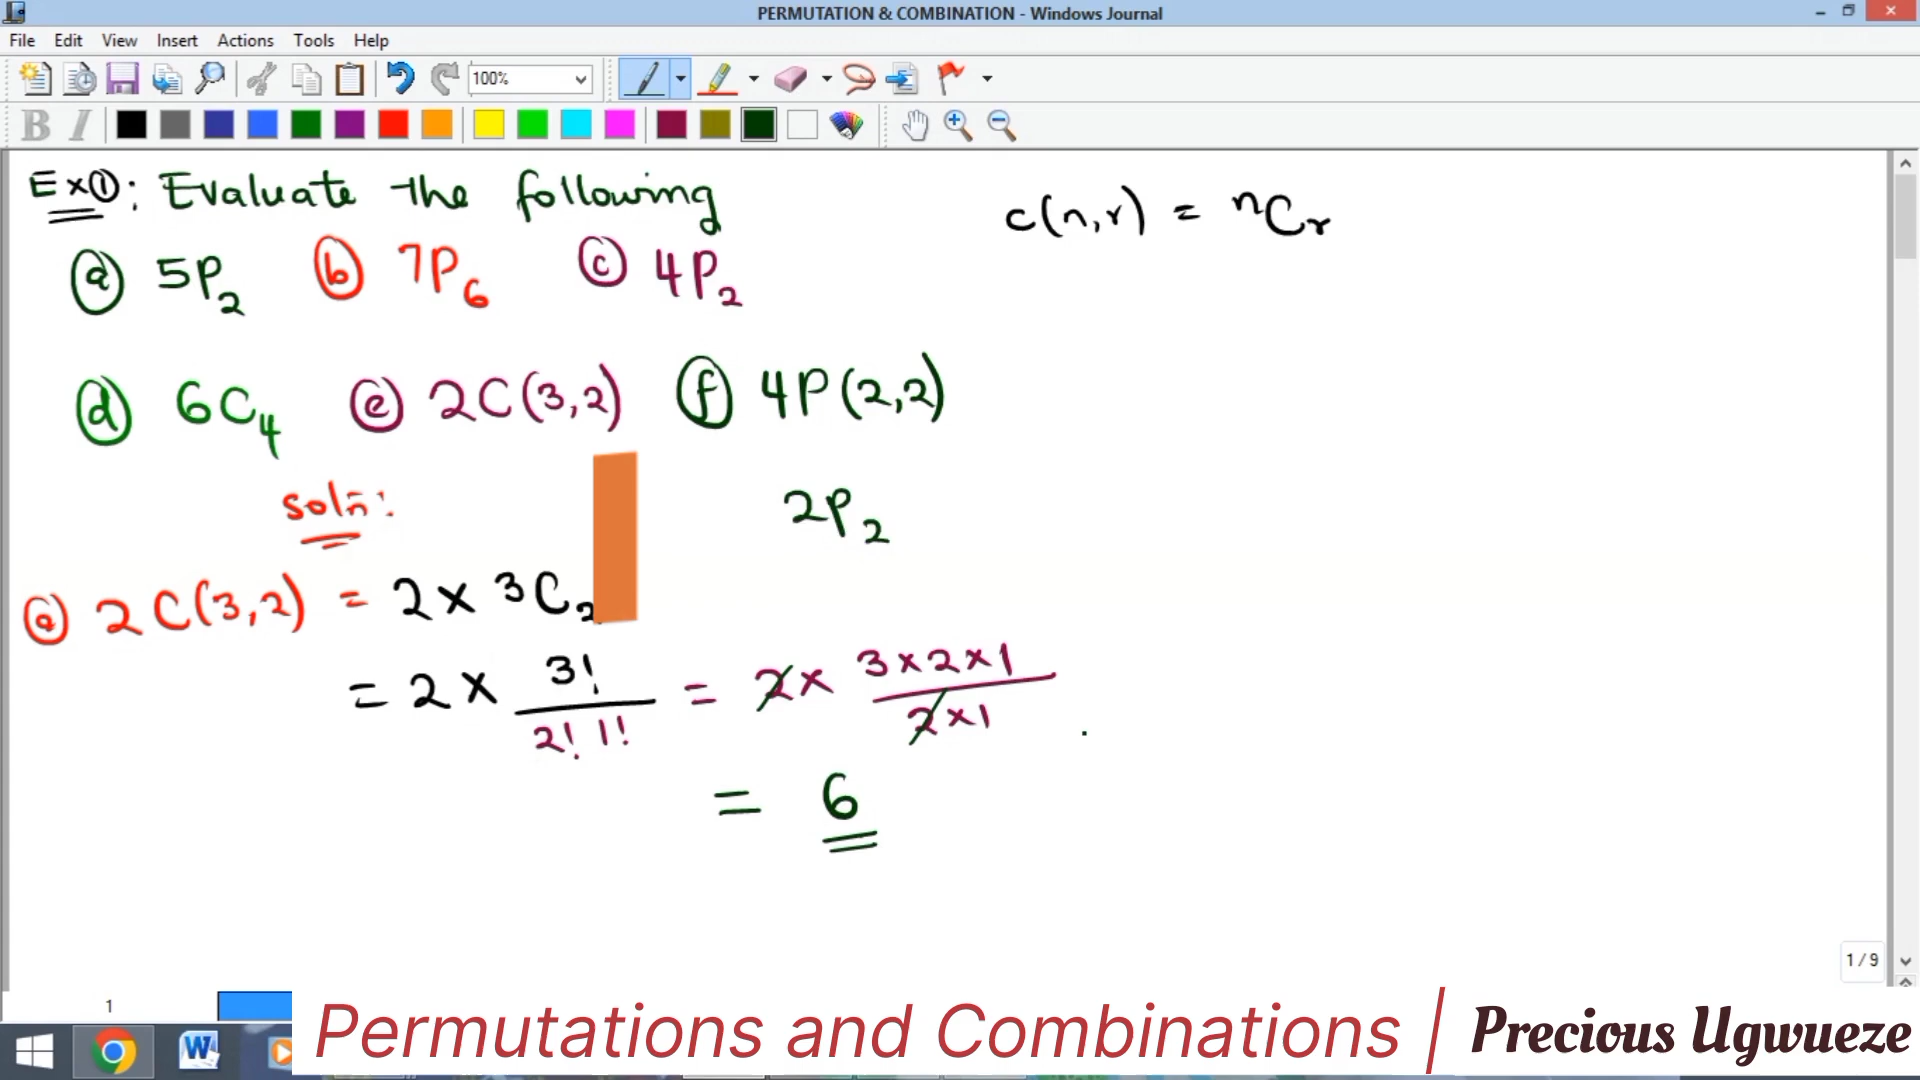 PERMUTATION & COMBINATION - Windows Journal
File Edit View Insert Actions Tools Help
100%
B I
Ex①: Evaluate the following
c(n,r) = ⁿCᵣ
ⓐ 5P₂ ⓑ 7P₆ ⓒ 4P₂
ⓓ 6C₄ ⓔ 2C(3,2) ⓕ 4P(2,2)
soln:
2P₂
ⓔ 2C(3,2) = 2 × ³C₂
= 2 × 3!/2! 1! = 2 × 3×2×1/2×1
= 6
1 / 9
1
Permutations and Combinations | Precious Ugwueze